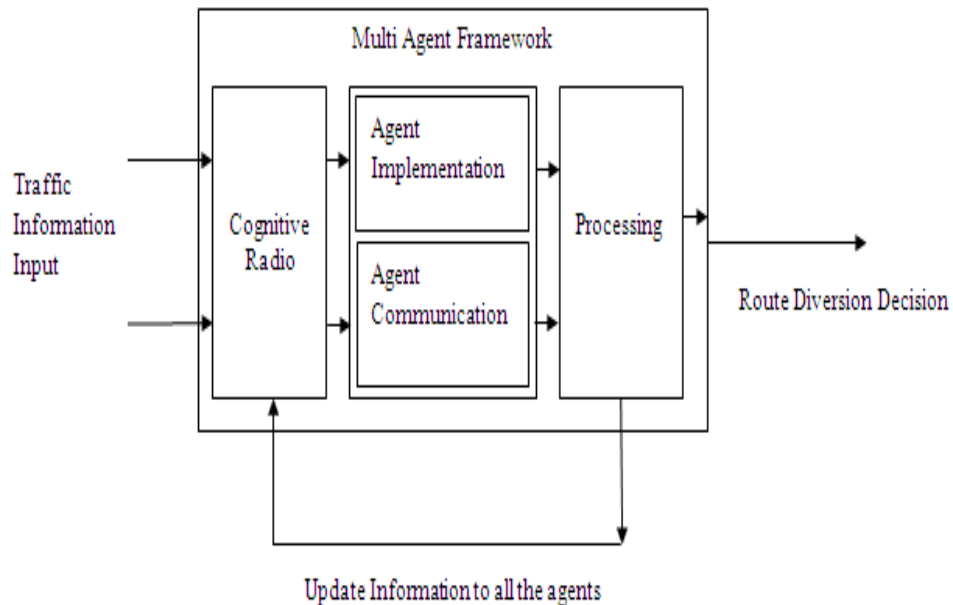 Multi Agent Framework
Traffic
Information
Input
Cognitive
Radio
Agent
Implementation
Agent
Communication
Processing
Route Diversion Decision
Update Information to all the agents